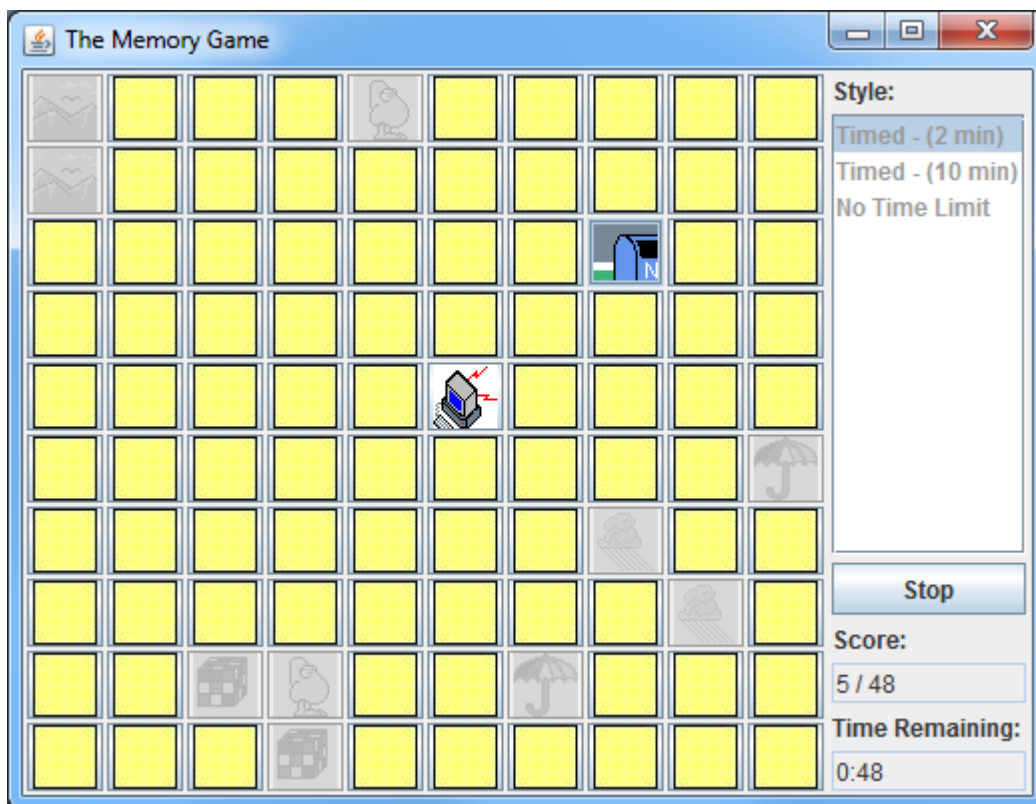 The Memory Game
Style:
Timed - (2 min)
Timed - (10 min)
No Time Limit
N
Stop
Score:
5 / 48
Time Remaining:
0:48